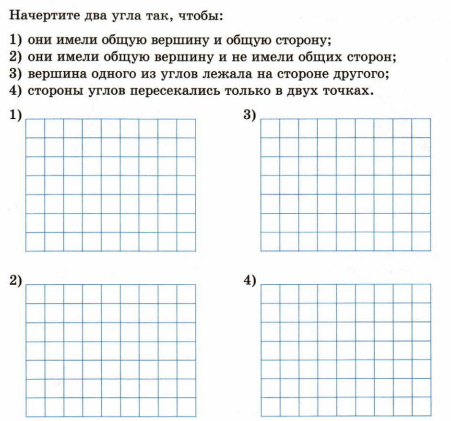 Начертите два угла так, чтобы:
1) они имели общую вершину и общую сторону;
2) они имели общую вершину и не имели общих сторон;
3) вершина одного из углов лежала на стороне другого;
4) стороны углов пересекались только в двух точках.
1)
3)
2)
4)